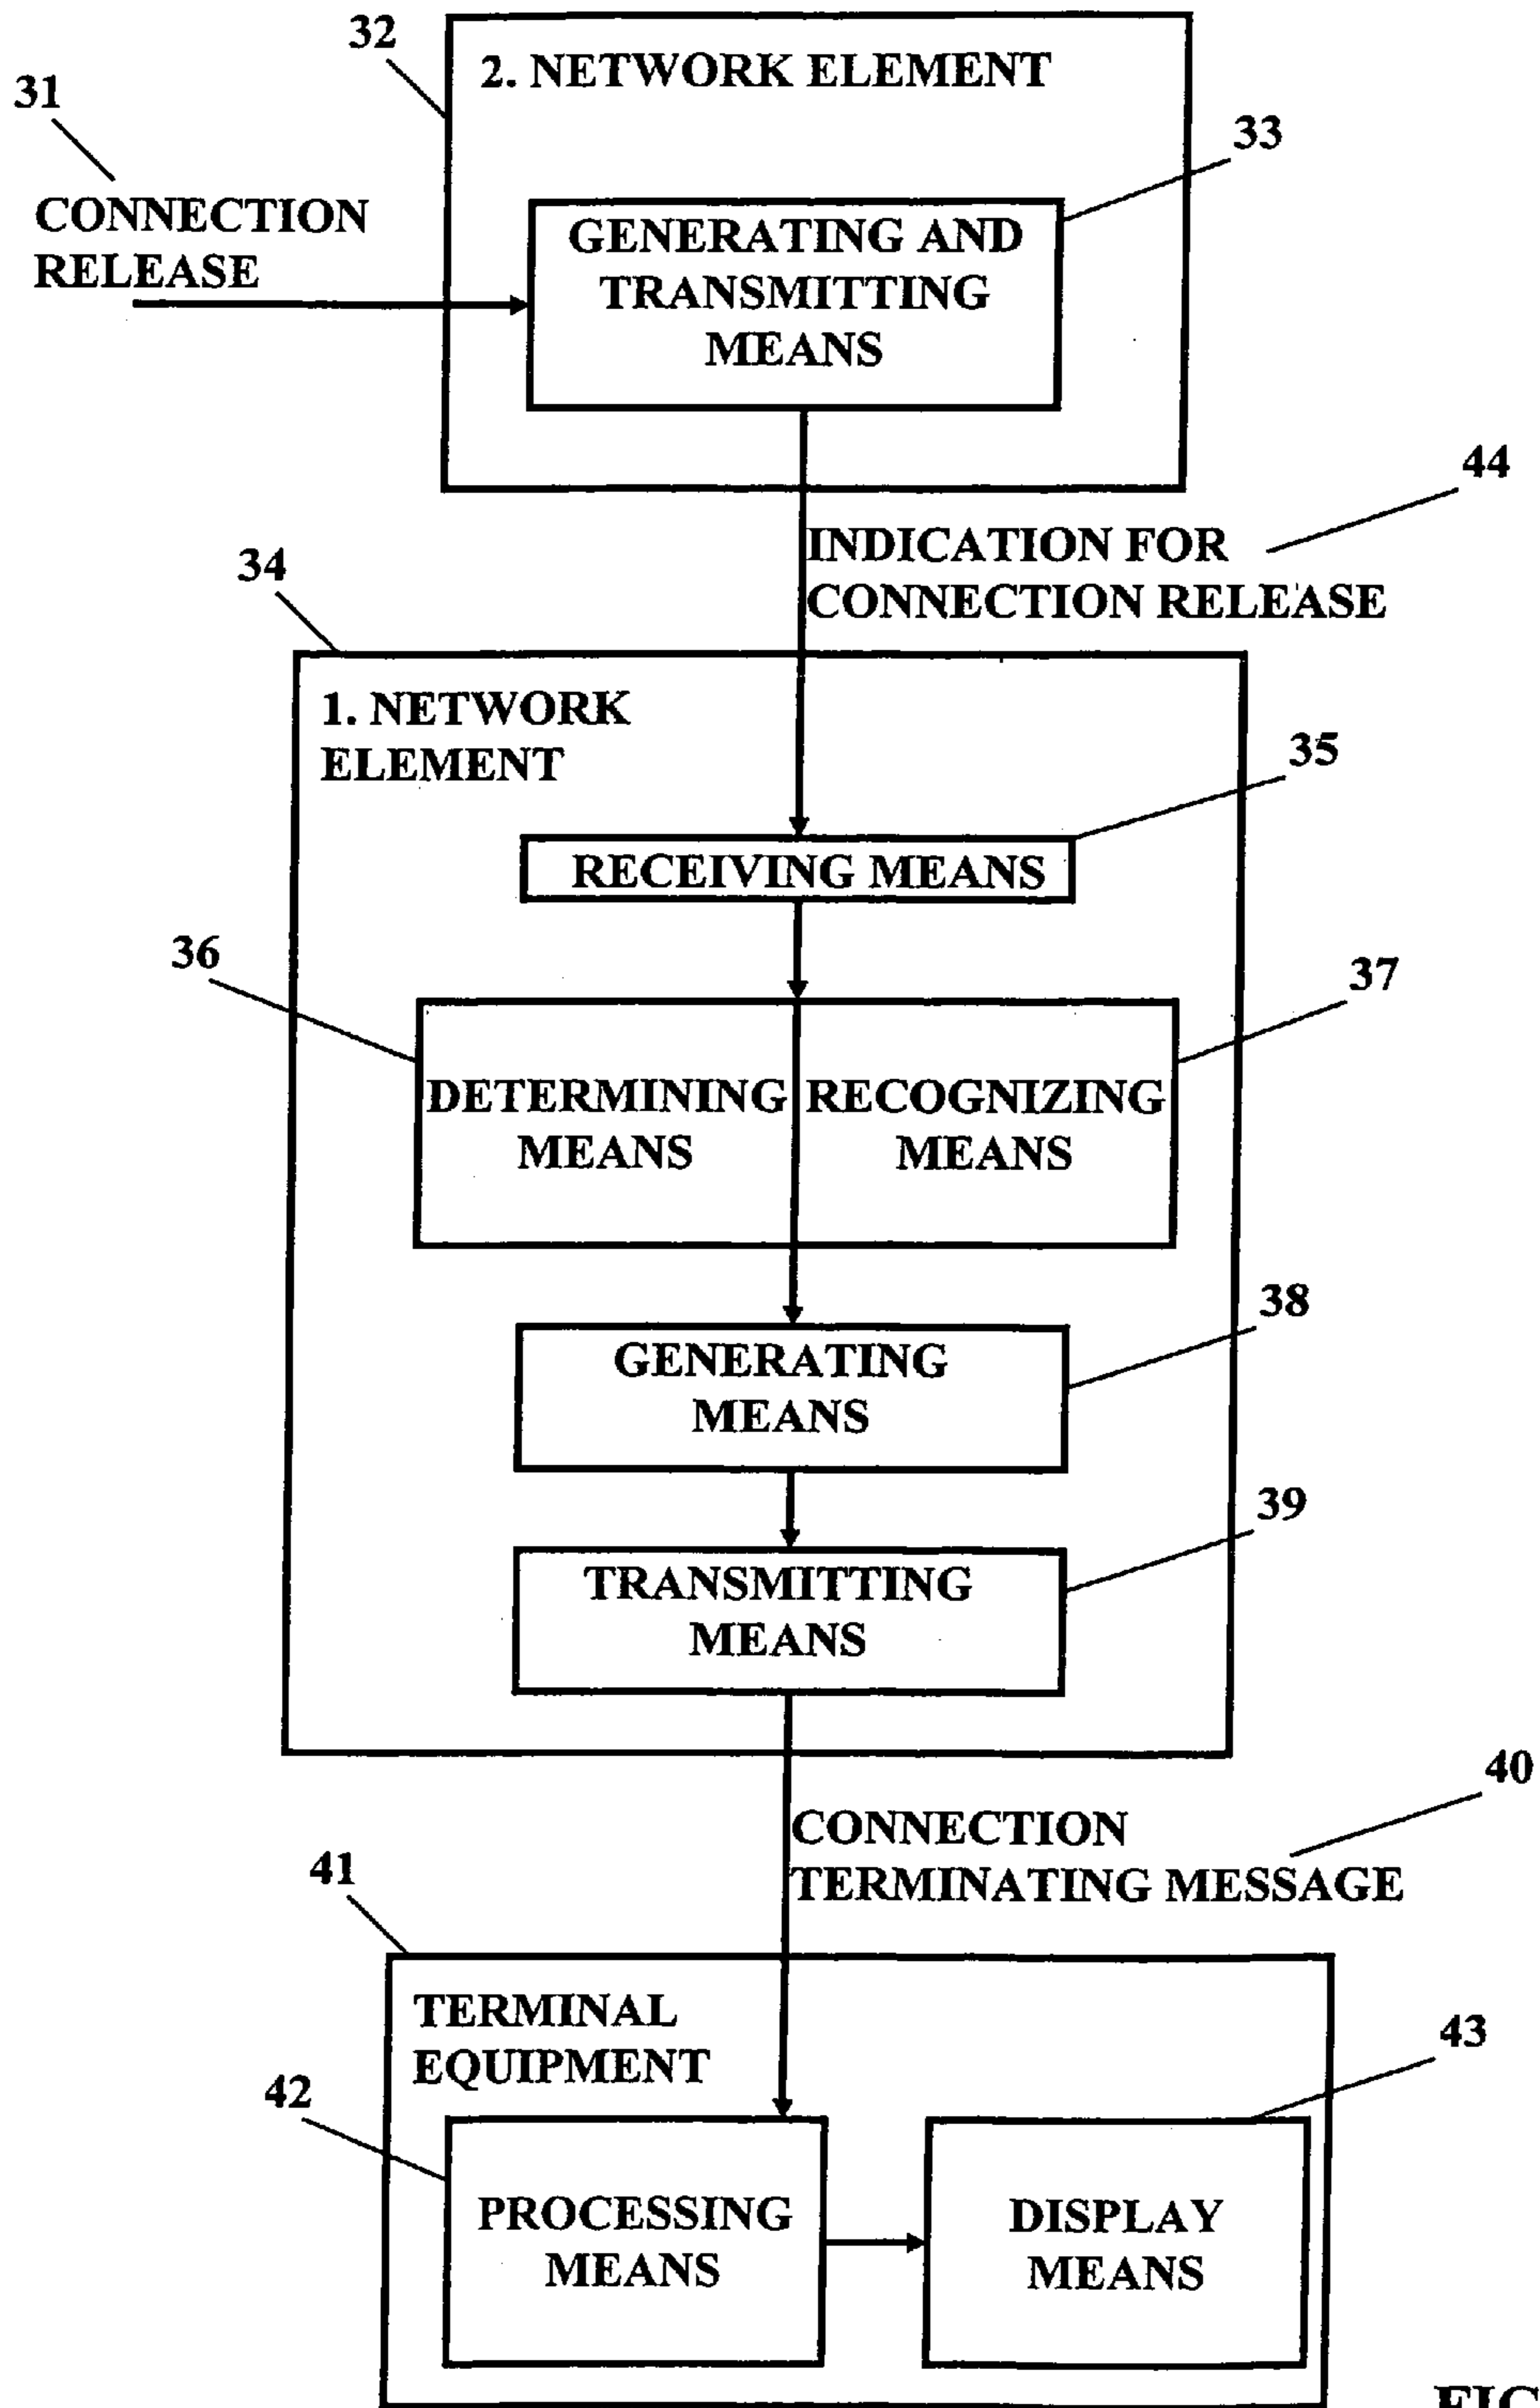 32
2. NETWORK ELEMENT
31
33
CONNECTION
RELEASE
GENERATING AND
TRANSMITTING
MEANS
44
INDICATION FOR
CONNECTION RELEASE
34
1. NETWORK
ELEMENT
35
RECEIVING MEANS
36
37
DETERMINING
MEANS
RECOGNIZING
MEANS
38
GENERATING
MEANS
39
TRANSMITTING
MEANS
40
CONNECTION
TERMINATING MESSAGE
41
TERMINAL
EQUIPMENT
43
42
PROCESSING
MEANS
DISPLAY
MEANS